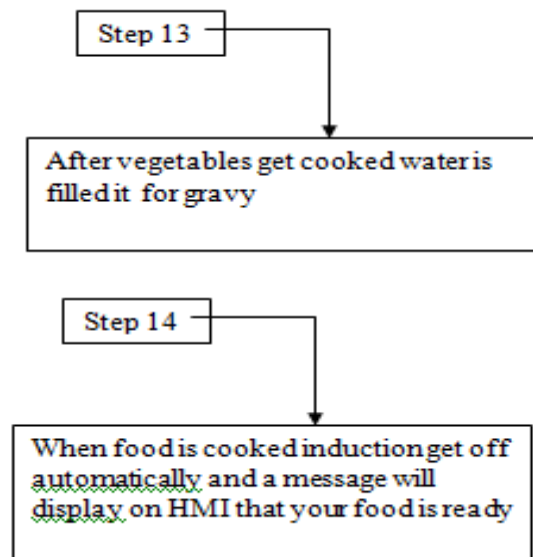 Step 13
After vegetables get cooked water is
filled it for gravy
Step 14
When food is cooked induction get off
automatically and a message will
display on HMI that your food is ready